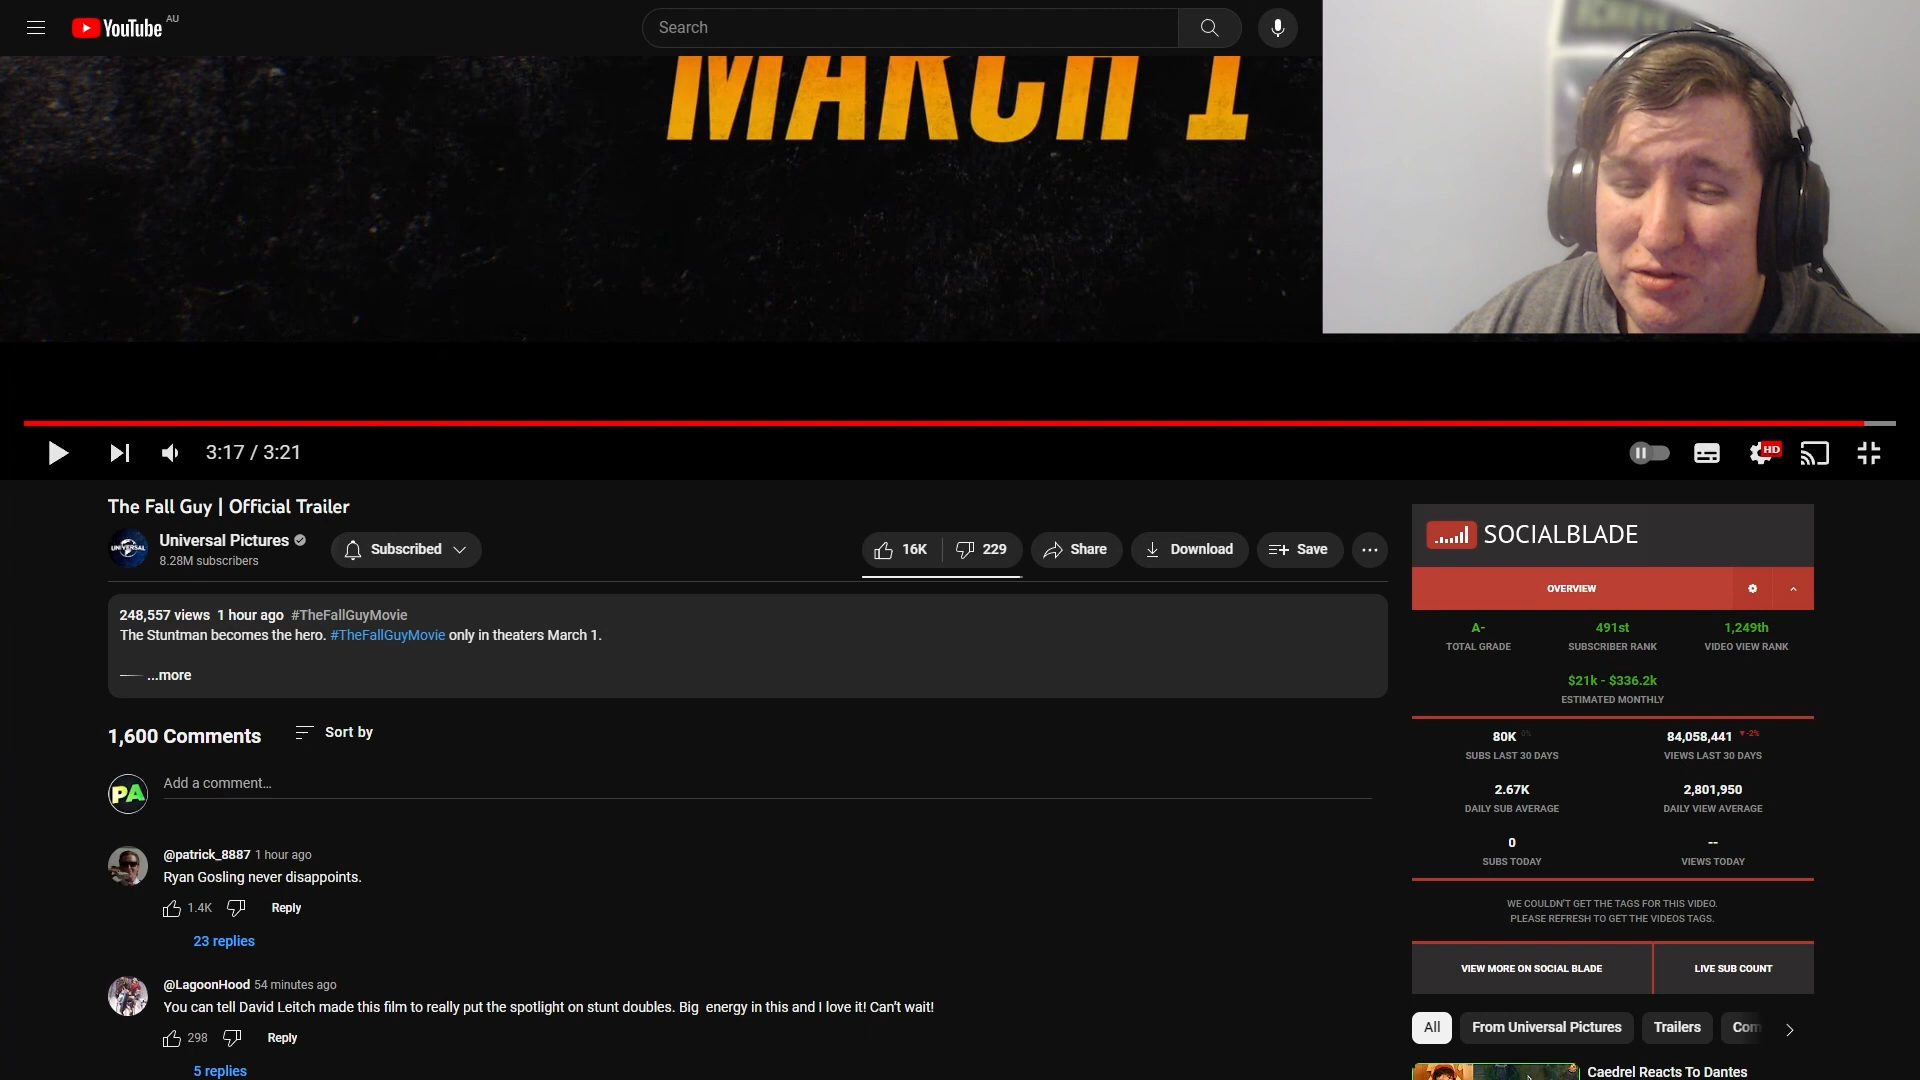 YouTube AU
Search
ACHIEVE
MARCH 1
3:17 / 3:21
HD
The Fall Guy | Official Trailer
UNIVERSAL
Universal Pictures
8.28M subscribers
Subscribed
16K
229
Share
Download
Save
248,557 views 1 hour ago #TheFallGuyMovie
The Stuntman becomes the hero. #TheFallGuyMovie only in theaters March 1.
...more
1,600 Comments
Sort by
PA
Add a comment...
@patrick_8887 1 hour ago
Ryan Gosling never disappoints.
1.4K
Reply
23 replies
@LagoonHood 54 minutes ago
You can tell David Leitch made this film to really put the spotlight on stunt doubles. Big energy in this and I love it! Can't wait!
298
Reply
5 replies
SOCIALBLADE
OVERVIEW
A-
TOTAL GRADE
491st
SUBSCRIBER RANK
1,249th
VIDEO VIEW RANK
$21k - $336.2k
ESTIMATED MONTHLY
80K 0%
SUBS LAST 30 DAYS
84,058,441 ▼-2%
VIEWS LAST 30 DAYS
2.67K
DAILY SUB AVERAGE
2,801,950
DAILY VIEW AVERAGE
0
SUBS TODAY
--
VIEWS TODAY
WE COULDN'T GET THE TAGS FOR THIS VIDEO.
PLEASE REFRESH TO GET THE VIDEOS TAGS.
VIEW MORE ON SOCIAL BLADE
LIVE SUB COUNT
All
From Universal Pictures
Trailers
Com
Caedrel Reacts To Dantes